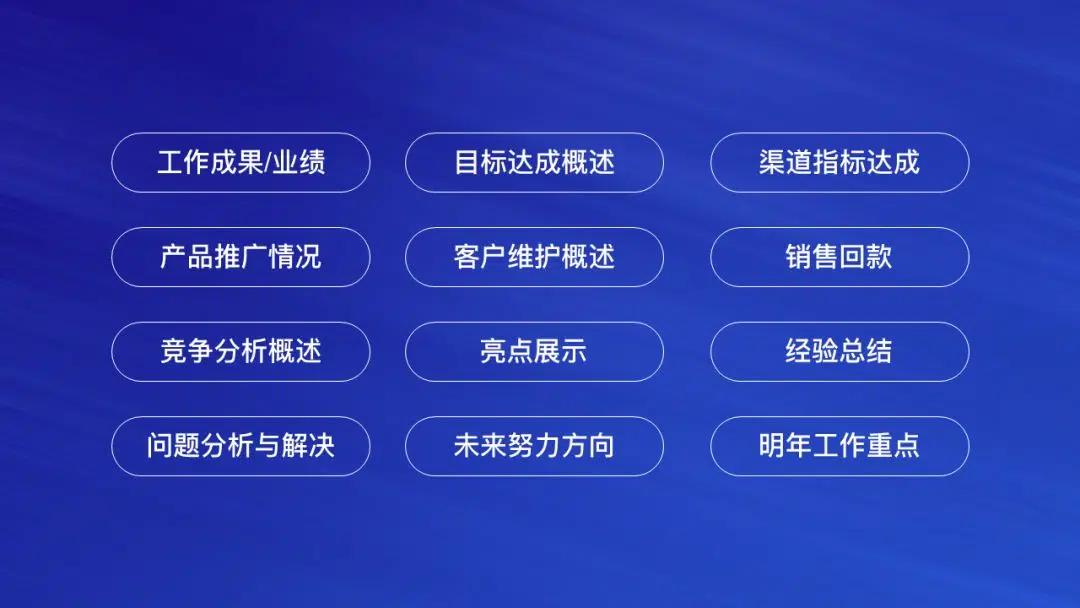 工作成果/业绩
目标达成概述
渠道指标达成
产品推广情况
客户维护概述
销售回款
竞争分析概述
亮点展示
经验总结
问题分析与解决
未来努力方向
明年工作重点